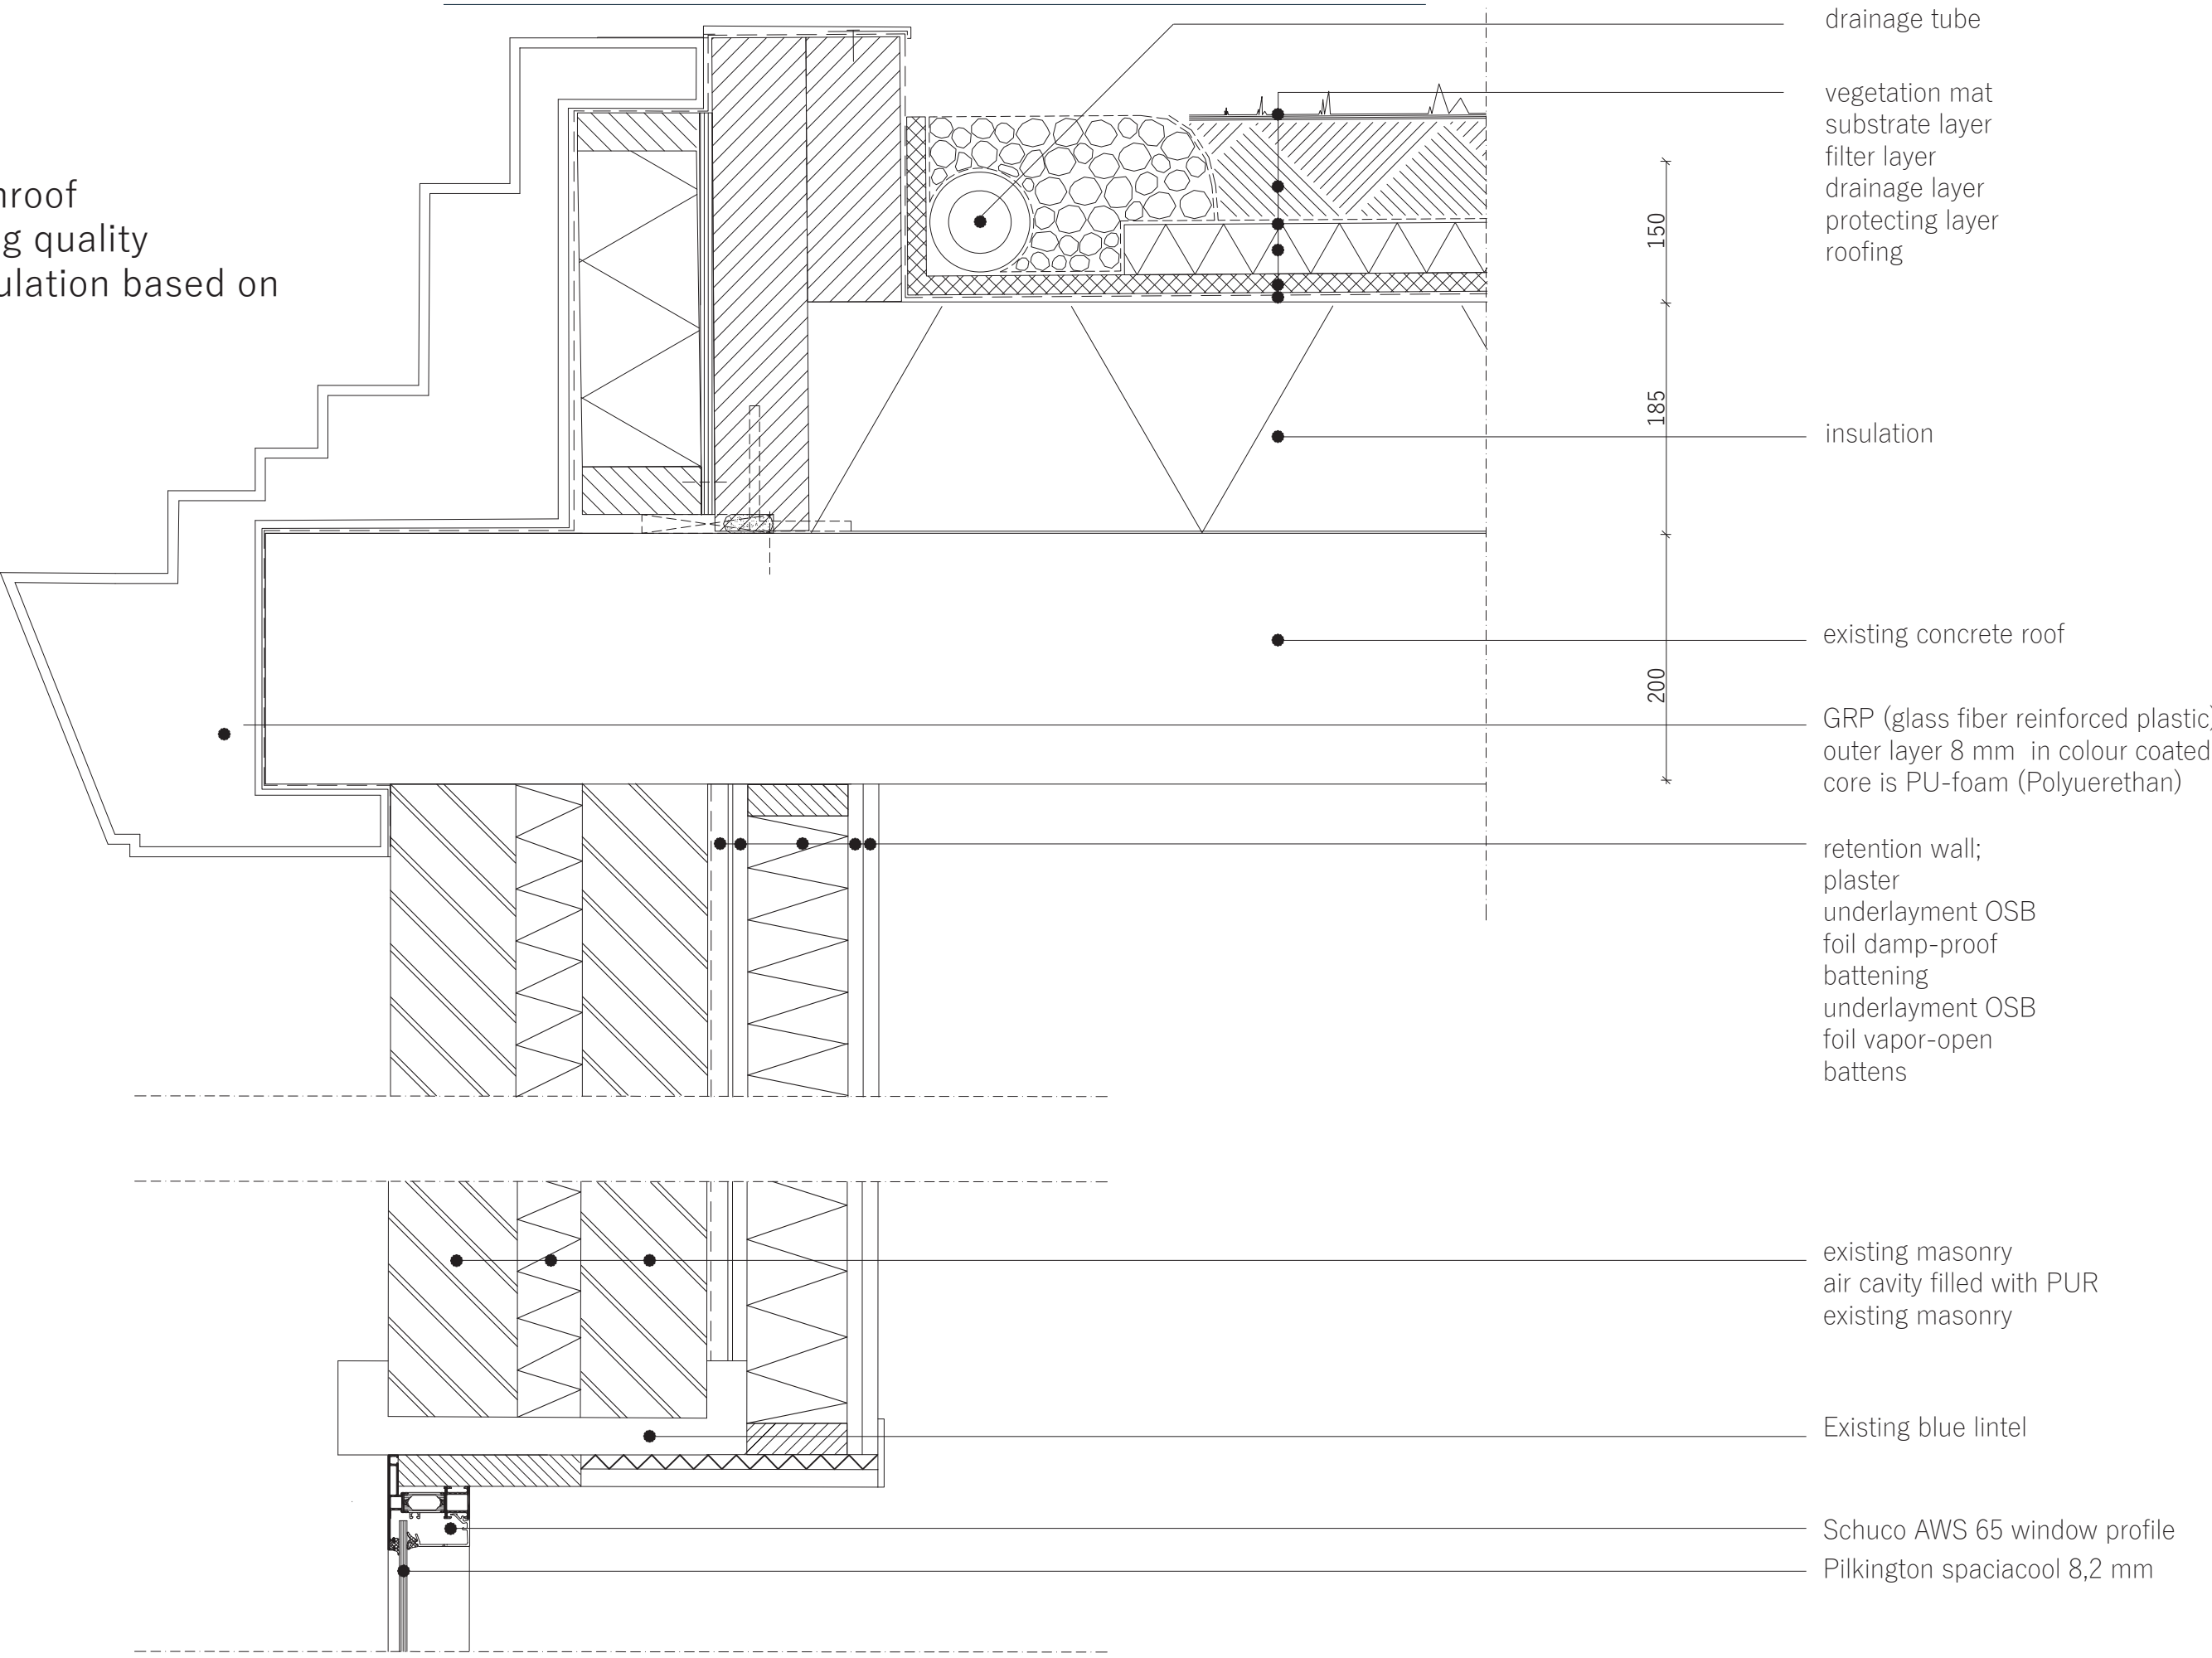 drainage tube
vegetation mat
substrate layer
filter layer
drainage layer
protecting layer
roofing
nroof
g quality
ulation based on
150
185
insulation
200
existing concrete roof
GRP (glass fiber reinforced plastic)
outer layer 8 mm in colour coated
core is PU-foam (Polyuerethan)
retention wall;
plaster
underlayment OSB
foil damp-proof
battening
underlayment OSB
foil vapor-open
battens
existing masonry
air cavity filled with PUR
existing masonry
Existing blue lintel
Schuco AWS 65 window profile
Pilkington spaciacool 8,2 mm